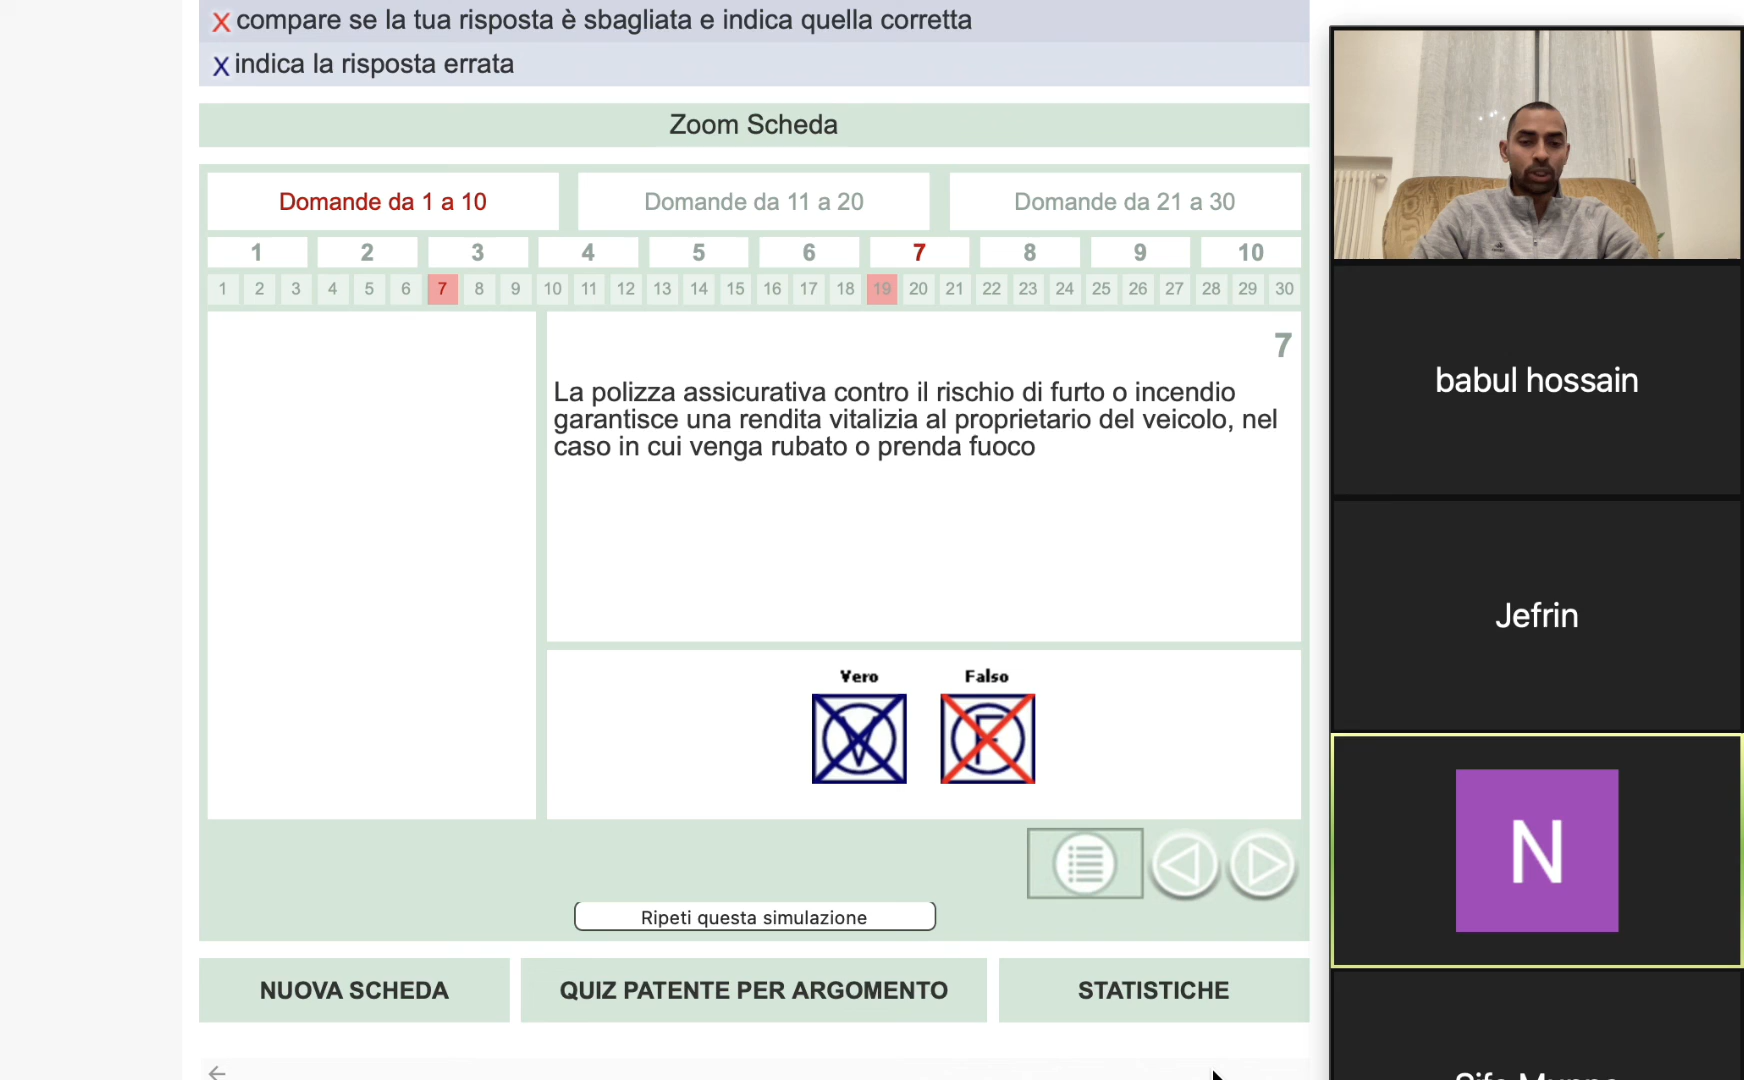 X compare se la tua risposta è sbagliata e indica quella corretta
X indica la risposta errata
Zoom Scheda
Domande da 1 a 10
Domande da 11 a 20
Domande da 21 a 30
1 2 3 4 5 6 7 8 9 10
1 2 3 4 5 6 7 8 9 10 11 12 13 14 15 16 17 18 19 20 21 22 23 24 25 26 27 28 29 30
7
La polizza assicurativa contro il rischio di furto o incendio
garantisce una rendita vitalizia al proprietario del veicolo, nel
caso in cui venga rubato o prenda fuoco
Vero Falso
V F
Ripeti questa simulazione
NUOVA SCHEDA
QUIZ PATENTE PER ARGOMENTO
STATISTICHE
babul hossain
Jefrin
N